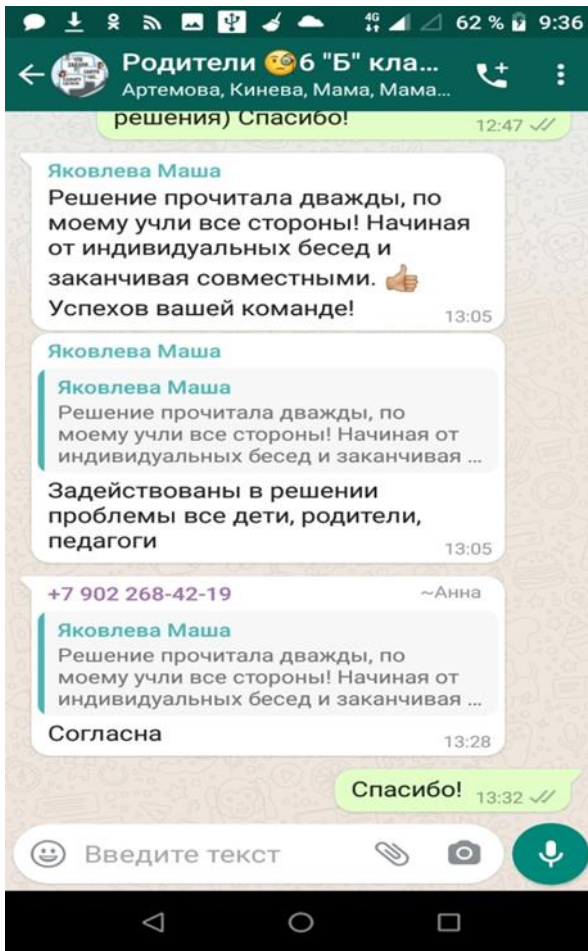 4G 62 % 9:36
Родители 🧐6 "Б" кла...
Артемова, Кинева, Мама, Мама...
решения) Спасибо!
12:47
Яковлева Маша
Решение прочитала дважды, по
моему учли все стороны! Начиная
от индивидуальных бесед и
заканчивая совместными. 👍🏼
Успехов вашей команде!
13:05
Яковлева Маша
Яковлева Маша
Решение прочитала дважды, по
моему учли все стороны! Начиная от
индивидуальных бесед и заканчивая ...
Задействованы в решении
проблемы все дети, родители,
педагоги
13:05
+7 902 268-42-19 ~Анна
Яковлева Маша
Решение прочитала дважды, по
моему учли все стороны! Начиная от
индивидуальных бесед и заканчивая ...
Согласна
13:28
Спасибо! 13:32
Введите текст